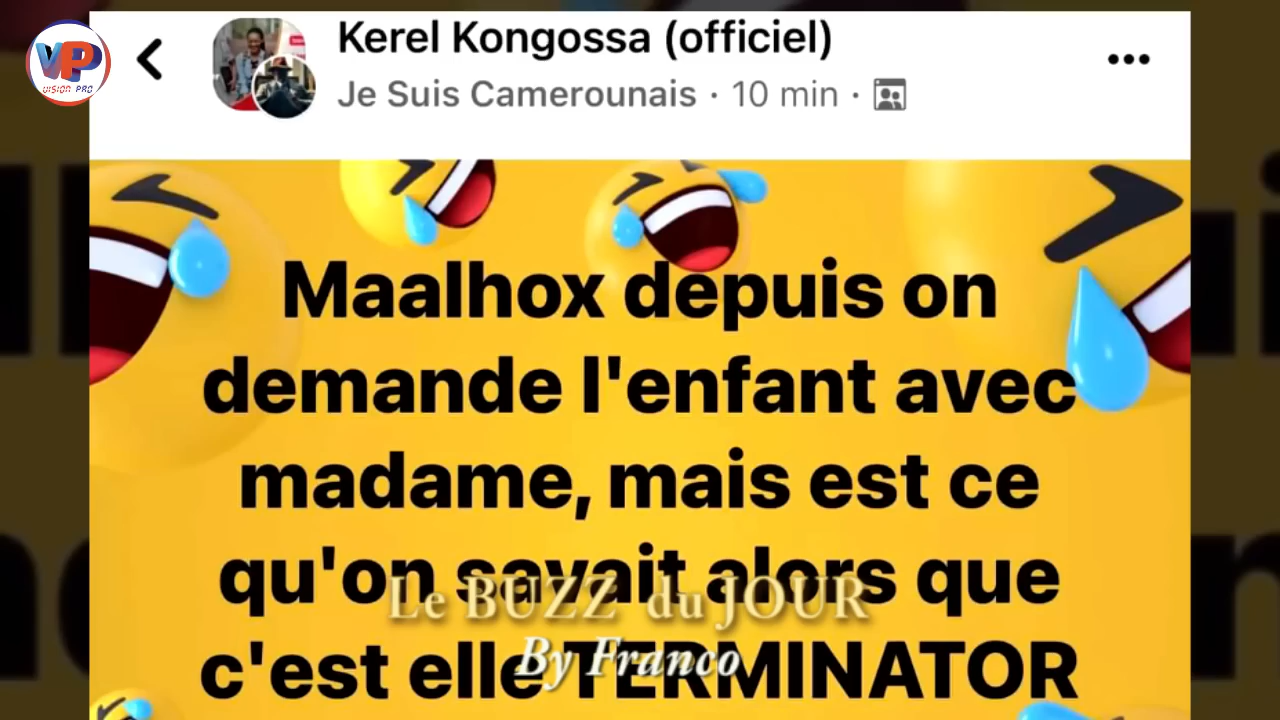 VP
VISION PRO
Kerel Kongossa (officiel)
Je Suis Camerounais · 10 min ·
Maalhox depuis on
demande l'enfant avec
madame, mais est ce
qu'on savait alors que
Le BUZZ du JOUR
c'est elle TERMINATOR
By Franco